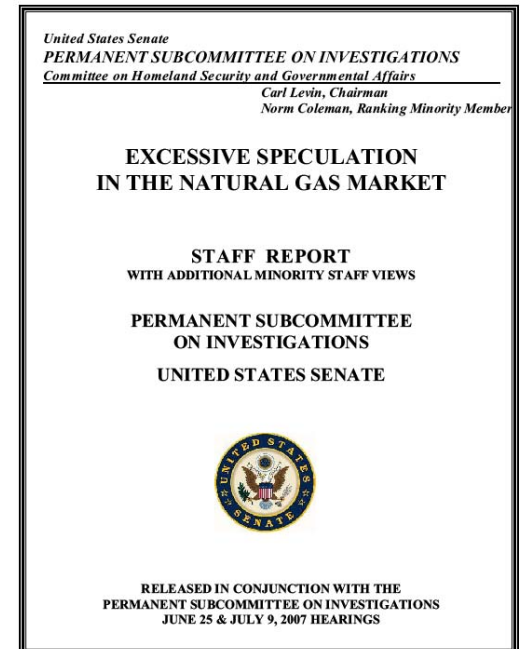 United States Senate
PERMANENT SUBCOMMITTEE ON INVESTIGATIONS
Committee on Homeland Security and Governmental Affairs
Carl Levin, Chairman
Norm Coleman, Ranking Minority Member
EXCESSIVE SPECULATION
IN THE NATURAL GAS MARKET
STAFF REPORT
WITH ADDITIONAL MINORITY STAFF VIEWS
PERMANENT SUBCOMMITTEE
ON INVESTIGATIONS
UNITED STATES SENATE
UNITED STATES
SENATE
RELEASED IN CONJUNCTION WITH THE
PERMANENT SUBCOMMITTEE ON INVESTIGATIONS
JUNE 25 & JULY 9, 2007 HEARINGS